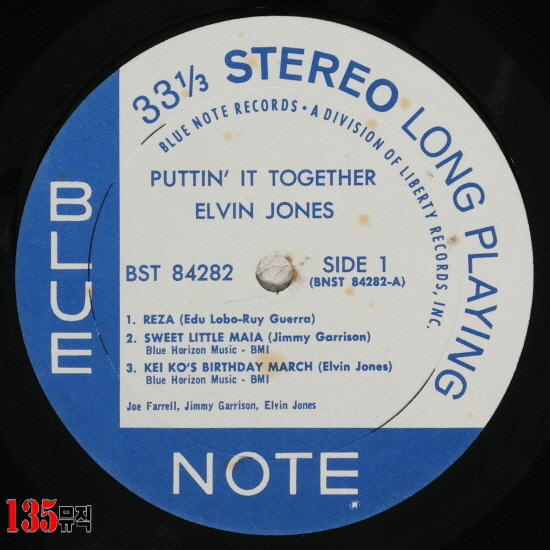 33⅓ STEREO LONG PLAYING
BLUE NOTE RECORDS • A DIVISION OF LIBERTY RECORDS, INC.
PUTTIN' IT TOGETHER
ELVIN JONES
BLUE
BST 84282
SIDE 1
(BNST 84282-A)
1. REZA (Edu Lobo-Ruy Guerra)
2. SWEET LITTLE MAIA (Jimmy Garrison)
Blue Horizon Music - BMI
3. KEI KO'S BIRTHDAY MARCH (Elvin Jones)
Blue Horizon Music - BMI
Joe Farrell, Jimmy Garrison, Elvin Jones
NOTE
®
135뮤직